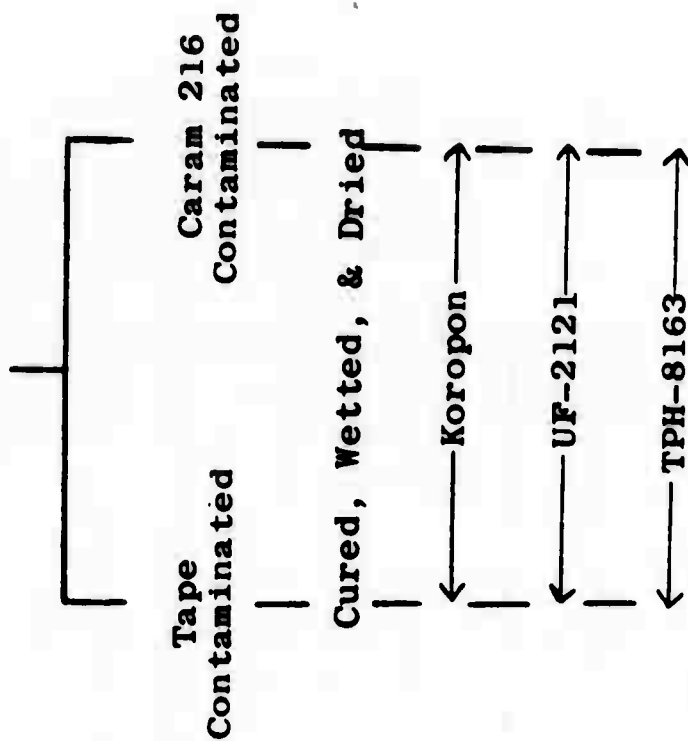 Tape
Contaminated
Caram 216
Contaminated
Cured, Wetted, & Dried
Koropon
UF-2121
TPH-8163